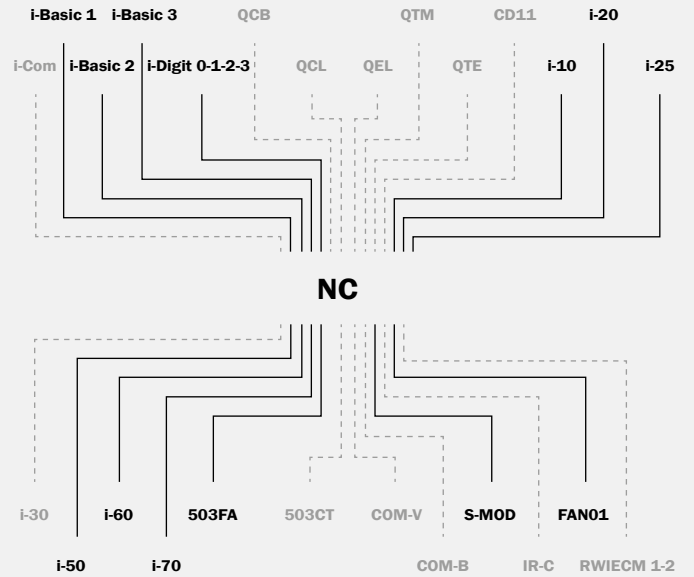 i-Basic 1 i-Basic 3 QCB QTM CD11 i-20
i-Com i-Basic 2 i-Digit 0-1-2-3 QCL QEL QTE i-10 i-25
NC
i-30 i-60 503FA 503CT COM-V S-MOD FAN01
i-50 i-70 COM-B IR-C RWIECM 1-2